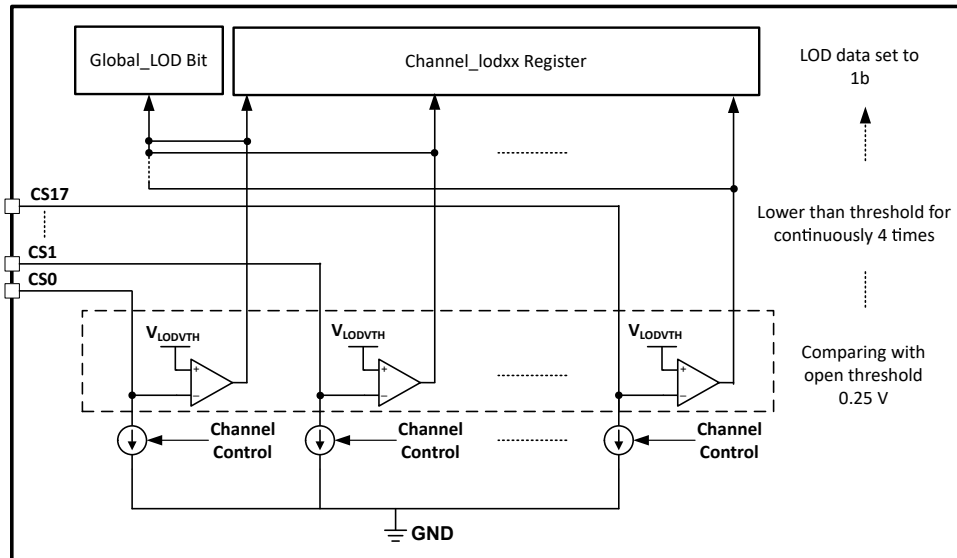 Global_LOD Bit
Channel_lodxx Register
LOD data set to
1b
CS17
Lower than threshold for
continuously 4 times
CS1
CS0
VLODVTH
VLODVTH
VLODVTH
+
−
+
−
+
−
Comparing with
open threshold
0.25 V
Channel
Control
Channel
Control
Channel
Control
GND